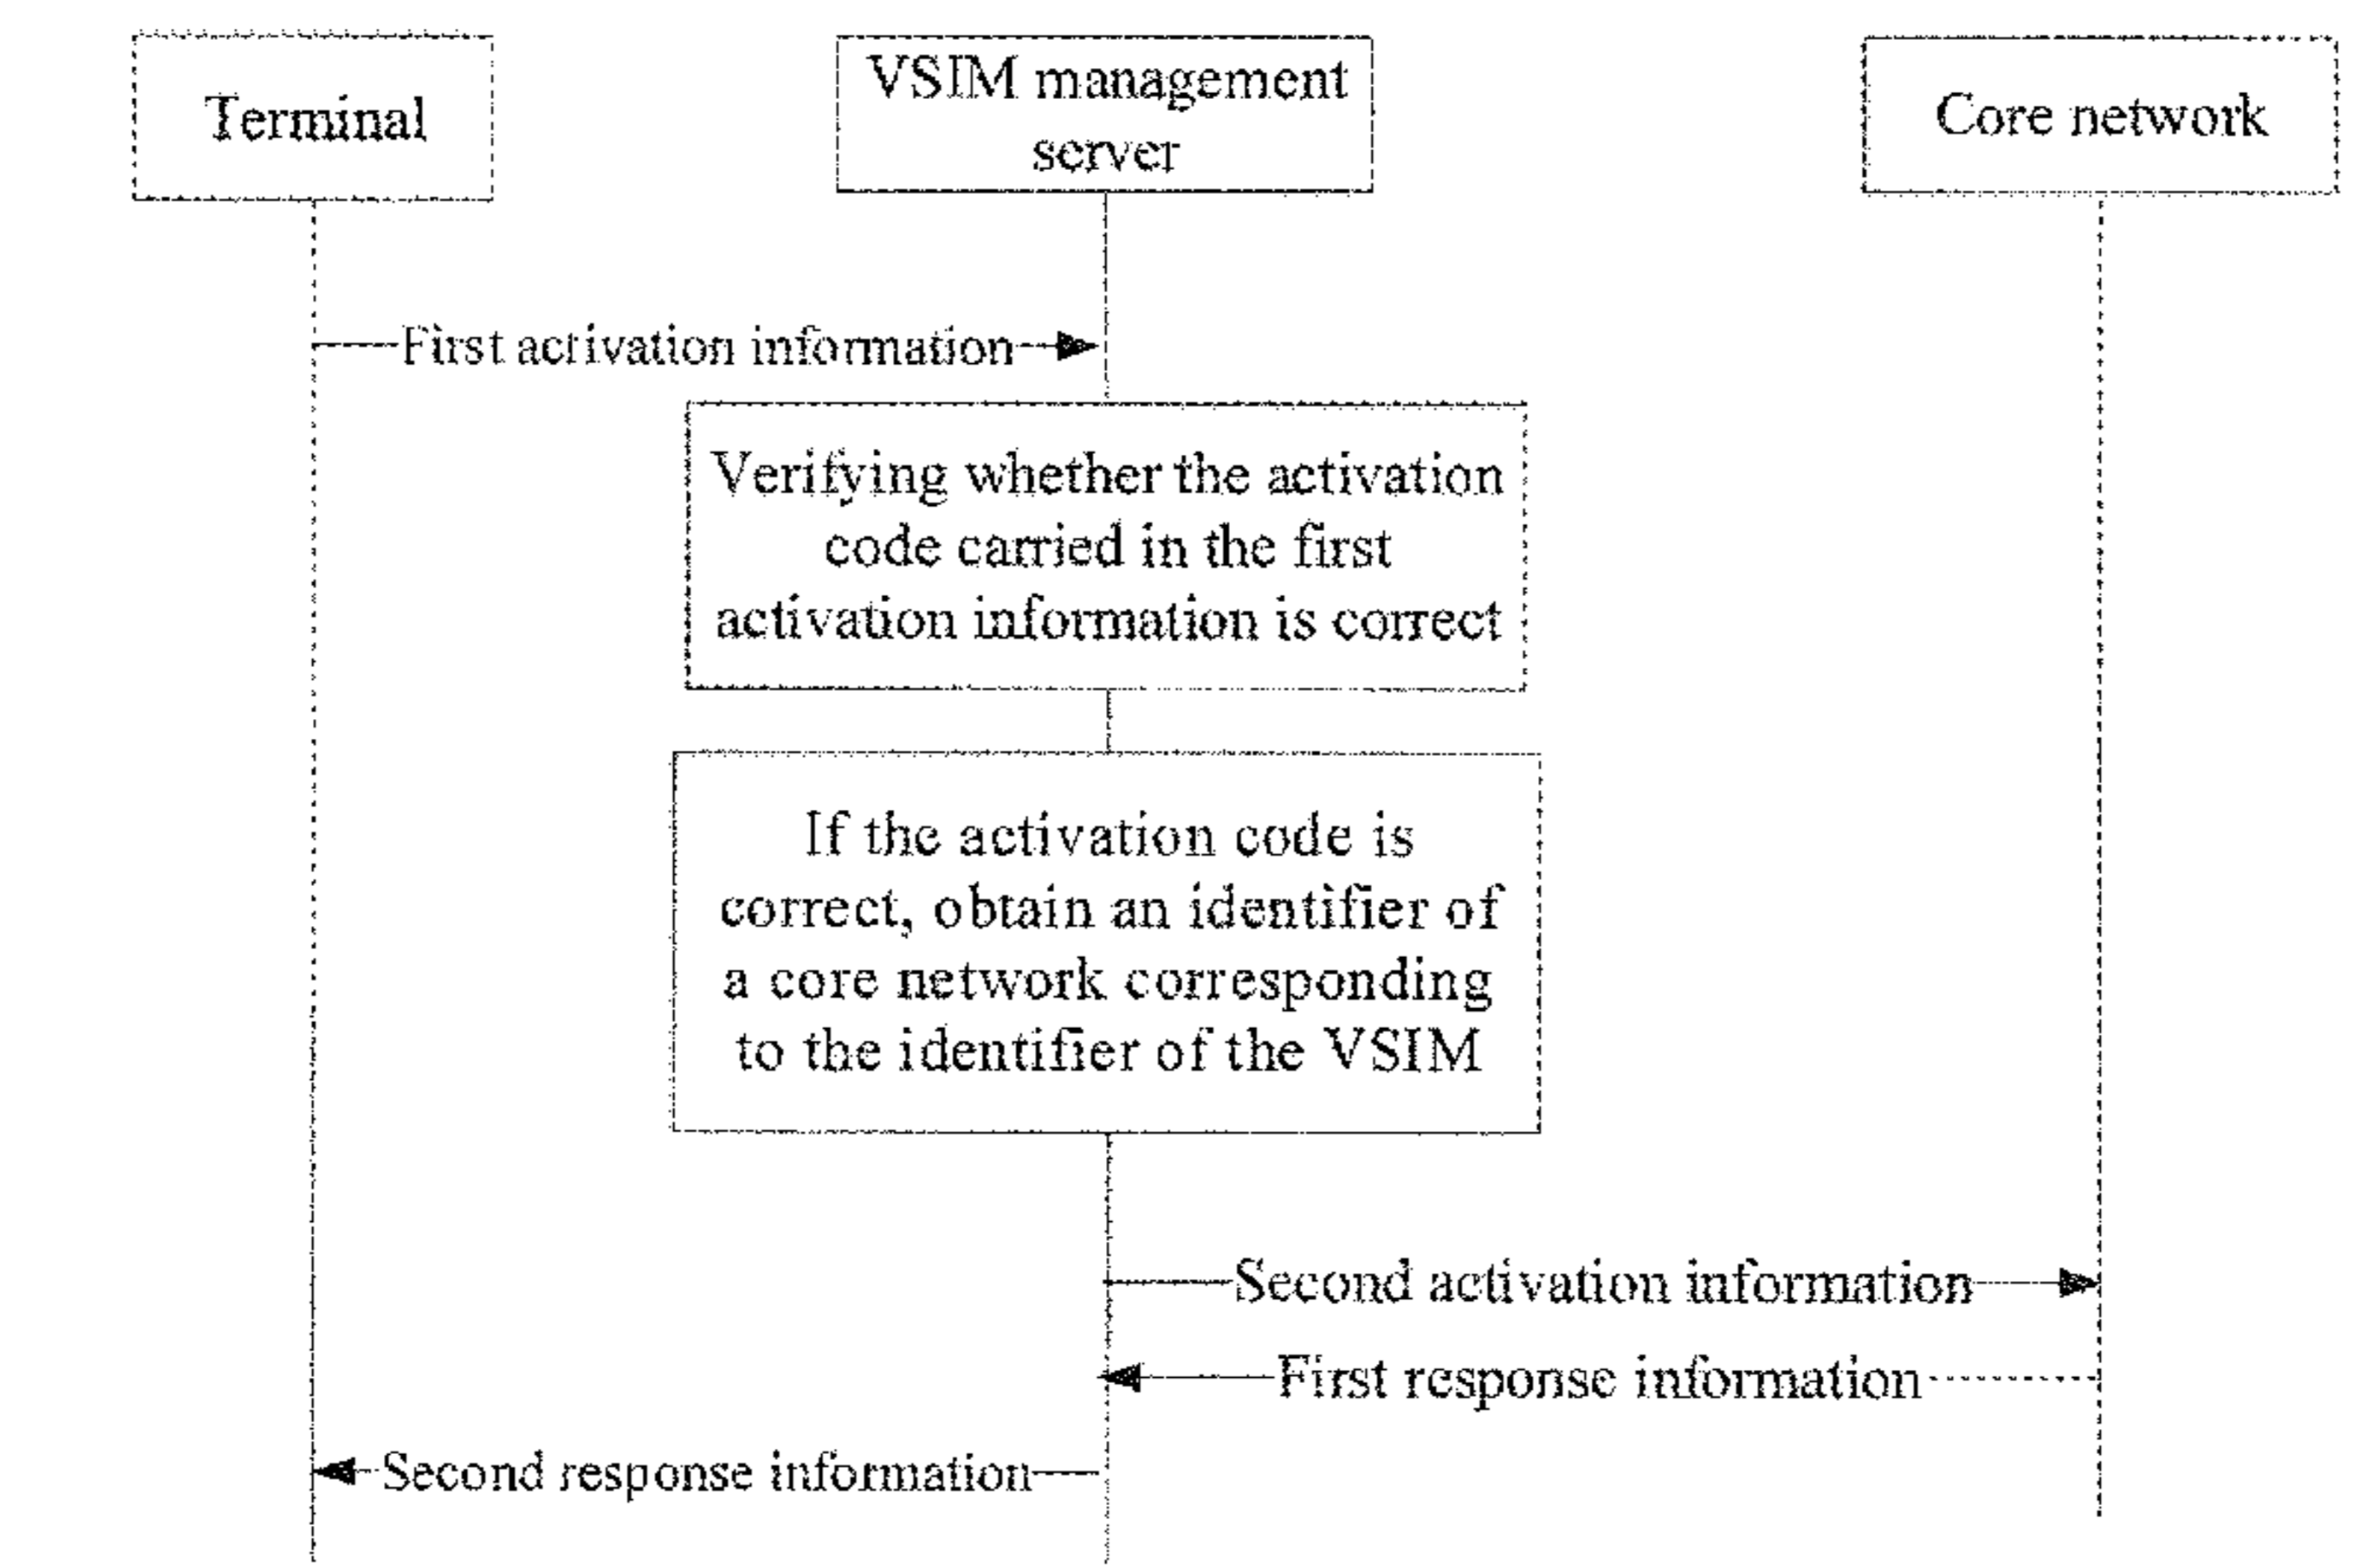 Terminal
VSIM management
server
Core network
First activation information
Verifying whether the activation
code carried in the first
activation information is correct
If the activation code is
correct, obtain an identifier of
a core network corresponding
to the identifier of the VSIM
Second activation information
First response information
Second response information